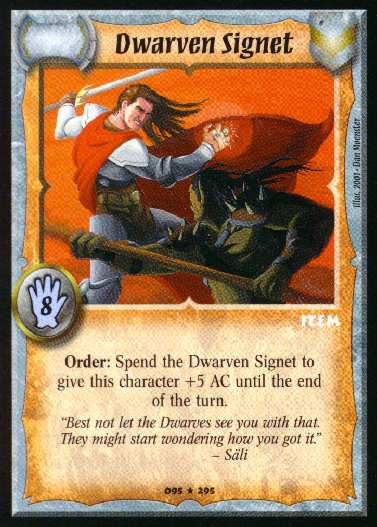 Dwarven Signet
Illus. 2001 • Dan Moenster
8
ITEM
Order: Spend the Dwarven Signet to
give this character +5 AC until the end
of the turn.
“Best not let the Dwarves see you with that.
They might start wondering how you got it.”
– Säli
095 ★ 295